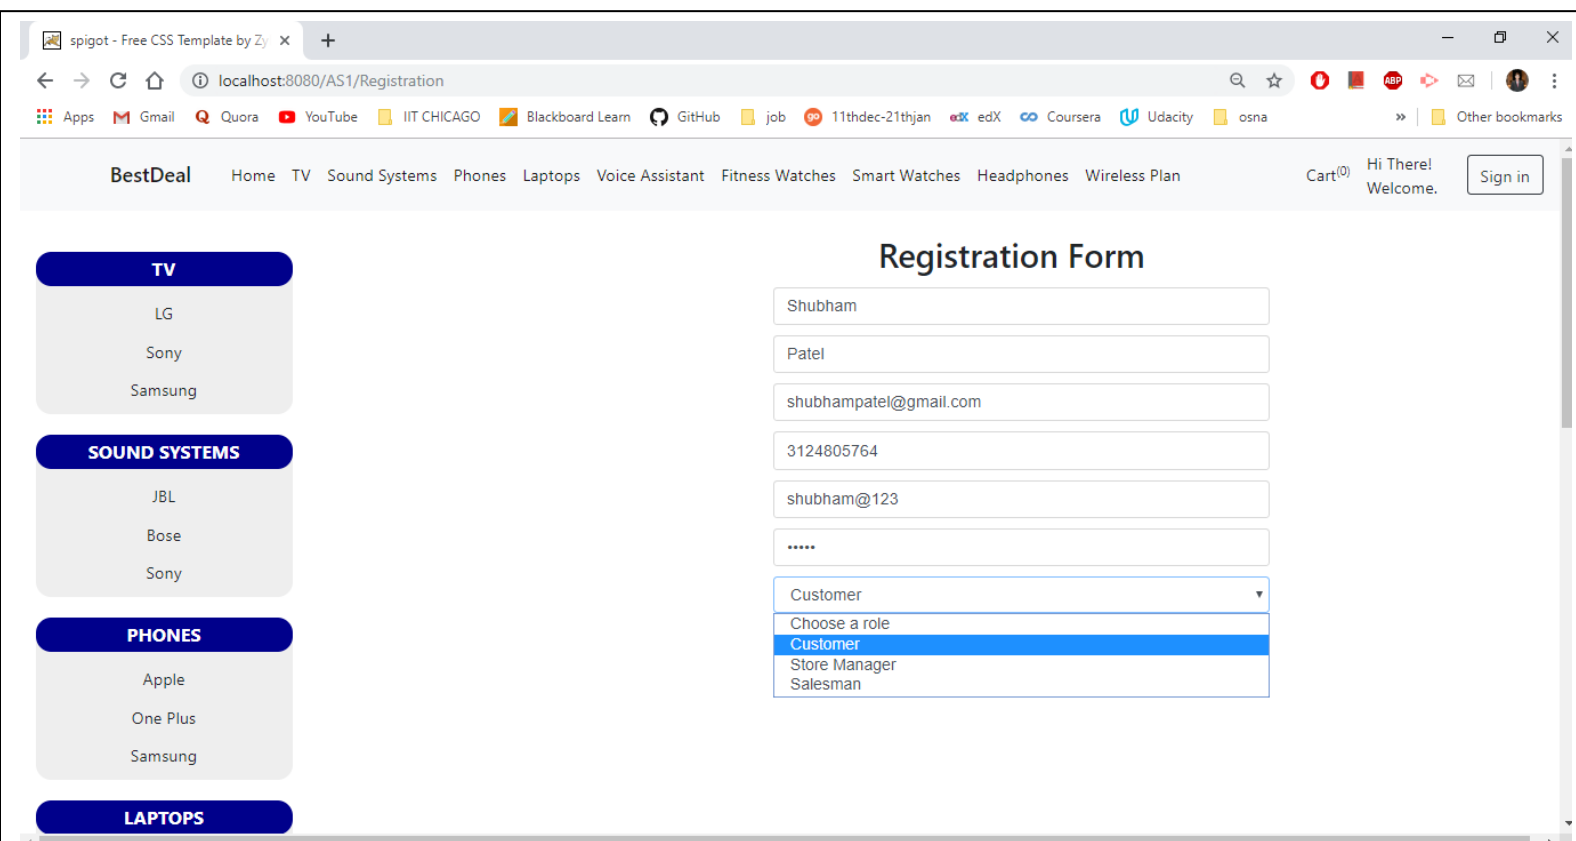 spigot - Free CSS Template by Zy
localhost:8080/AS1/Registration
Apps Gmail Quora YouTube IIT CHICAGO Blackboard Learn GitHub job 11thdec-21thjan edX edX Coursera Udacity osna » Other bookmarks
ABP
BestDeal Home TV Sound Systems Phones Laptops Voice Assistant Fitness Watches Smart Watches Headphones Wireless Plan Cart(0) Hi There! Welcome. Sign in
TV
LG
Sony
Samsung
SOUND SYSTEMS
JBL
Bose
Sony
PHONES
Apple
One Plus
Samsung
LAPTOPS
Registration Form
Shubham
Patel
shubhampatel@gmail.com
3124805764
shubham@123
•••••
Customer
Choose a role
Customer
Store Manager
Salesman